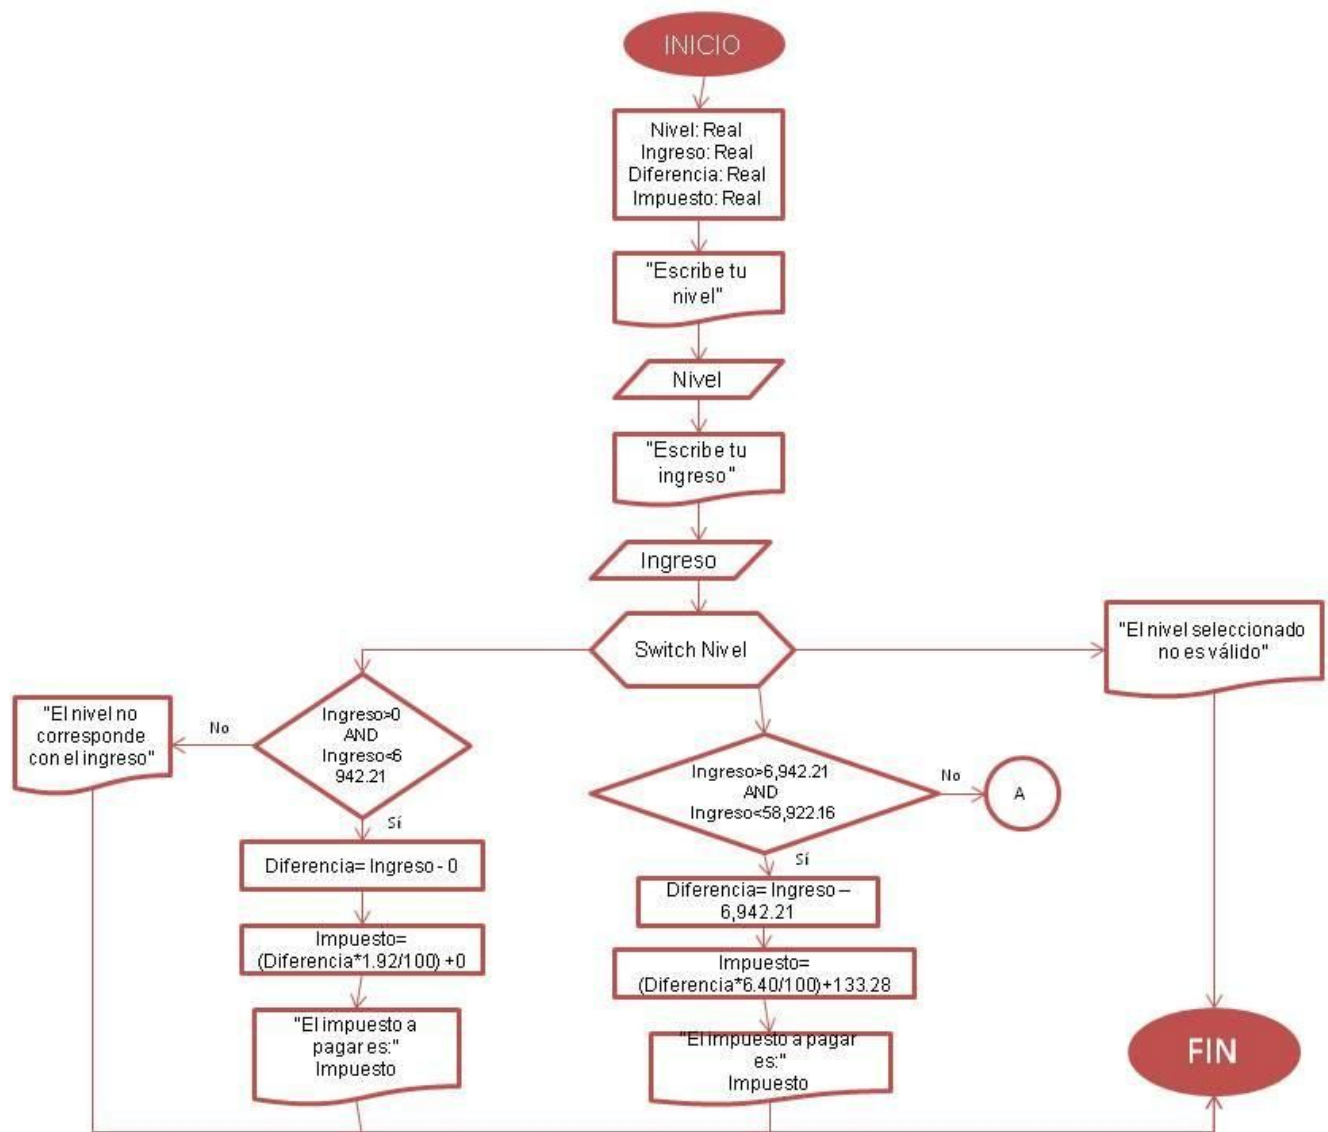 INICIO
Nivel: Real
Ingreso: Real
Diferencia: Real
Impuesto: Real
"Escribe tu
nivel"
Nivel
"Escribe tu
ingreso"
Ingreso
Switch Nivel
"El nivel seleccionado
no es válido"
"El nivel no
corresponde
con el ingreso"
No
Ingreso>0
AND
Ingreso<6
942.21
Sí
Ingreso>6,942.21
AND
Ingreso<58,922.16
No
A
Sí
Diferencia= Ingreso - 0
Diferencia= Ingreso –
6,942.21
Impuesto=
(Diferencia*1.92/100) +0
Impuesto=
(Diferencia*6.40/100)+133.28
"El impuesto a
pagar es:"
Impuesto
"El impuesto a pagar
es:"
Impuesto
FIN